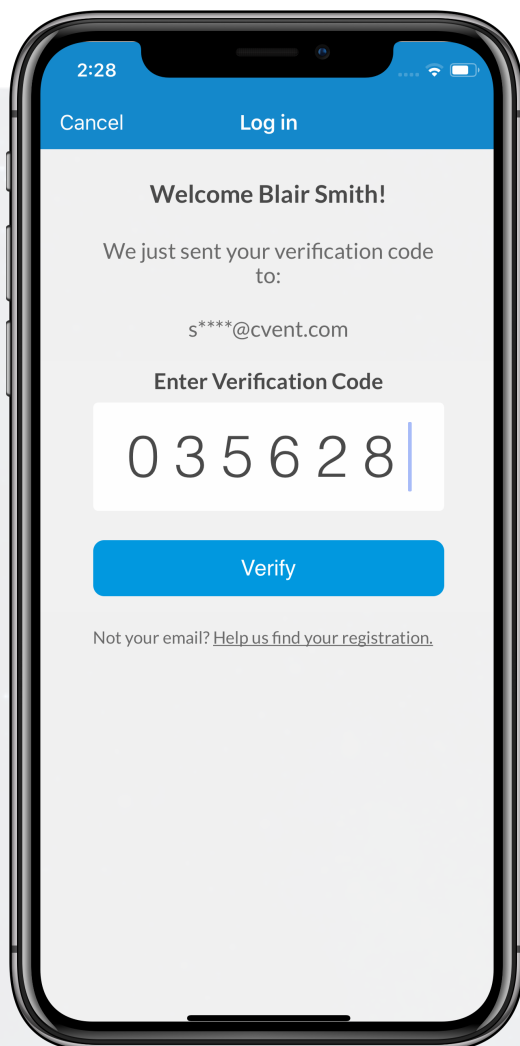 2:28
Cancel Log in
Welcome Blair Smith!
We just sent your verification code
to:
s****@cvent.com
Enter Verification Code
035628
Verify
Not your email? Help us find your registration.